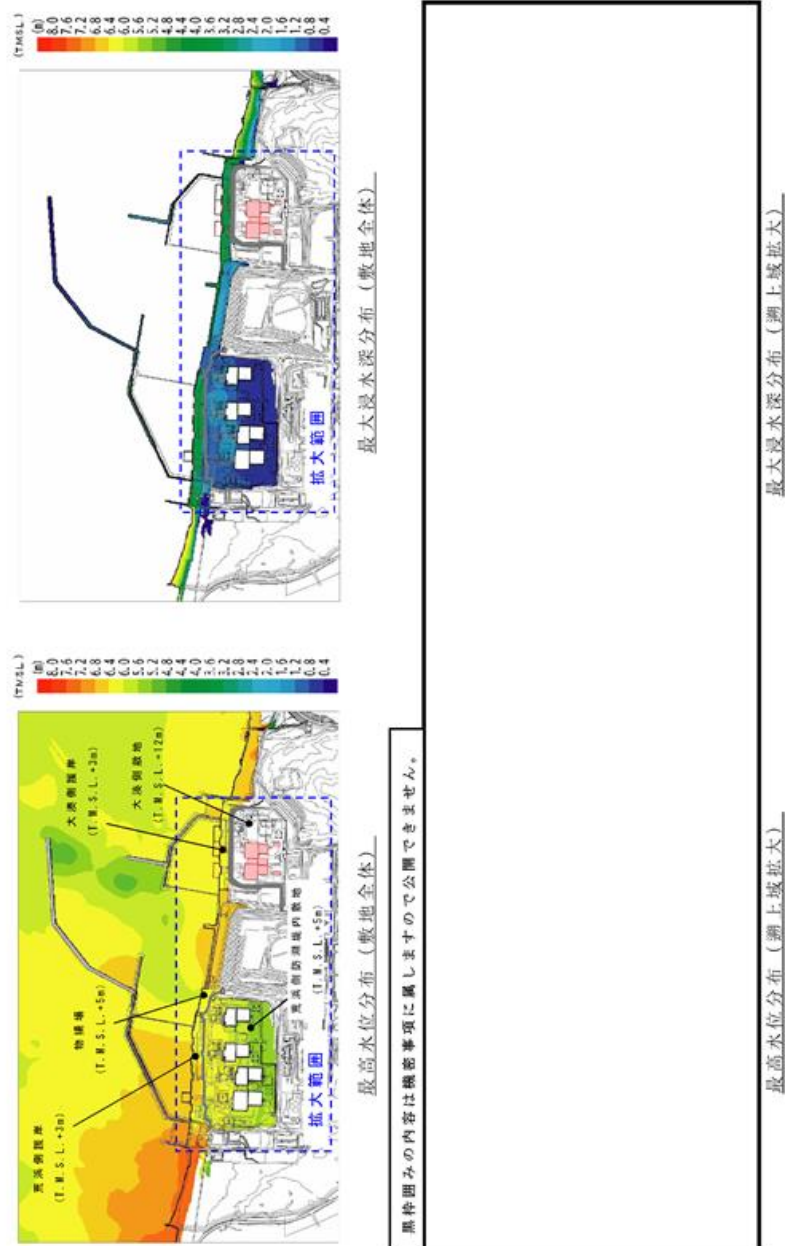 荒浜側護岸
(T.M.S.L.+3m)
物揚場
(T.M.S.L.+5m)
大湊側護岸
(T.M.S.L.+3m)
大湊側敷地
(T.M.S.L.+12m)
荒浜側防潮堤内敷地
(T.M.S.L.+5m)
拡大範囲
(T.M.S.L.)
(m)
8.0
7.6
7.2
6.8
6.4
6.0
5.6
5.2
4.8
4.4
4.0
3.6
3.2
2.8
2.4
2.0
1.6
1.2
0.8
0.4
最高水位分布（敷地全体）
拡大範囲
(T.M.S.L.)
(m)
8.0
7.6
7.2
6.8
6.4
6.0
5.6
5.2
4.8
4.4
4.0
3.6
3.2
2.8
2.4
2.0
1.6
1.2
0.8
0.4
最大浸水深分布（敷地全体）
黒枠囲みの内容は機密事項に属しますので公開できません。
最高水位分布（遡上域拡大）
最大浸水深分布（遡上域拡大）